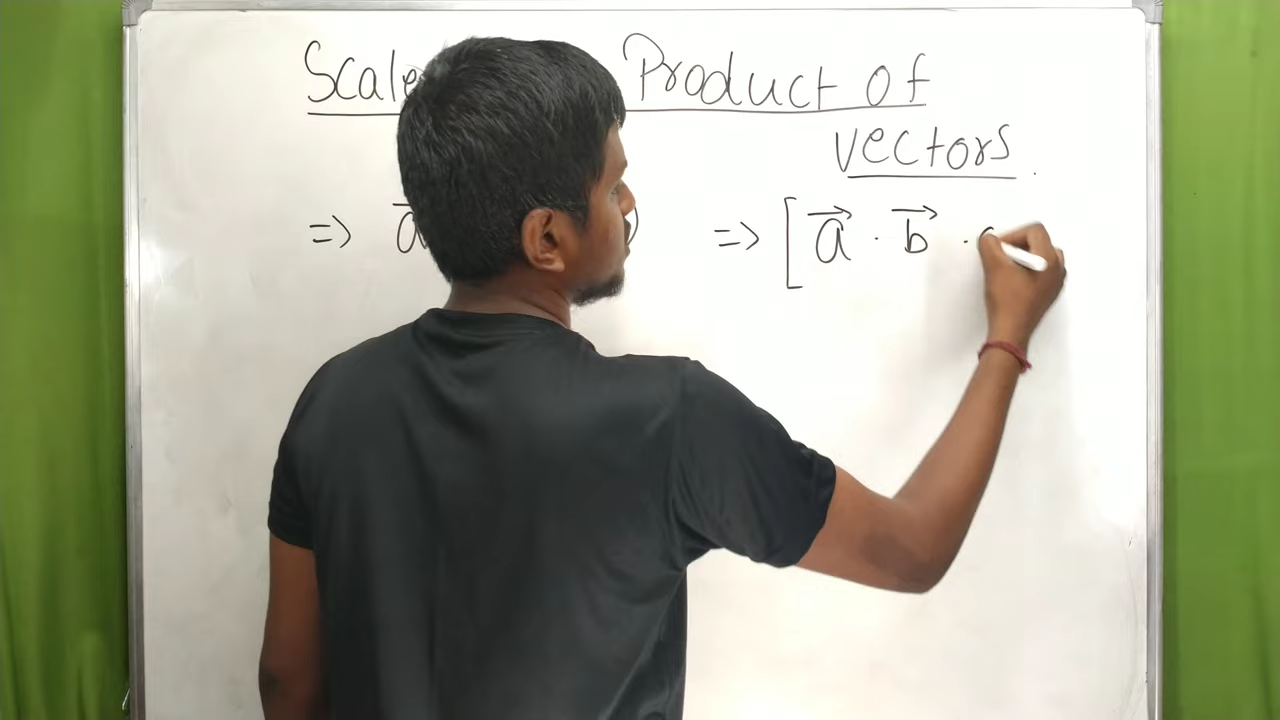 Scale Product of
vectors.
=> a ) => [ a⃗ · b⃗ ·